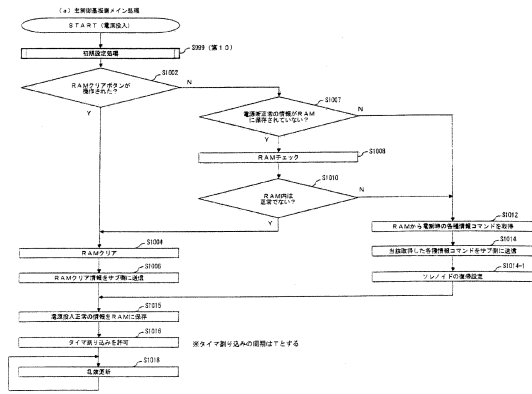 (a) 主制御基板側メイン処理
START(電源投入)
初期設定処理
S999(第10)
S1002
RAMクリアボタンが
操作された?
N
Y
S1007
電源断正常の情報がRAM
に保存されていない?
N
Y
S1008
RAMチェック
S1010
RAM内は
正常でない?
N
Y
S1012
RAMから電断時の各種情報コマンドを取得
S1014
当該取得した各種情報コマンドをサブ側に送信
S1014-1
ソレノイドの復帰設定
S1004
RAMクリア
S1006
RAMクリア情報をサブ側に送信
S1015
電源投入正常の情報をRAMに保存
S1016
タイマ割り込みを許可
※タイマ割り込みの周期はTとする
S1018
乱数更新